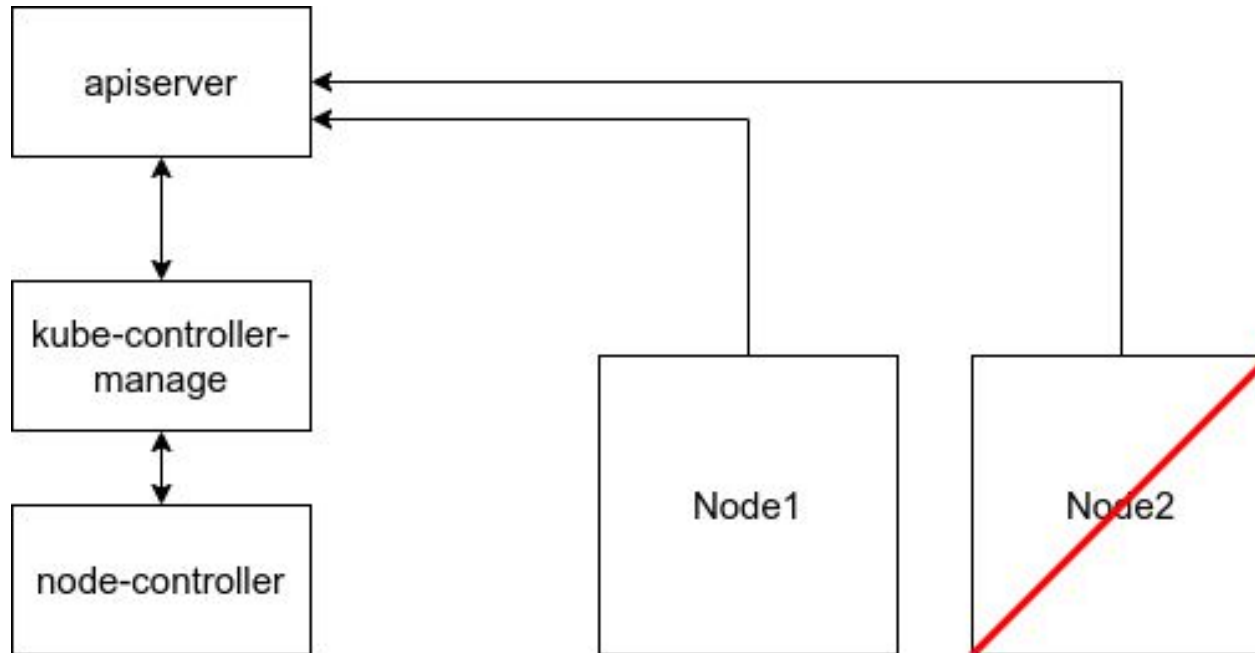 apiserver
kube-controller-
manage
node-controller
Node1
Node2